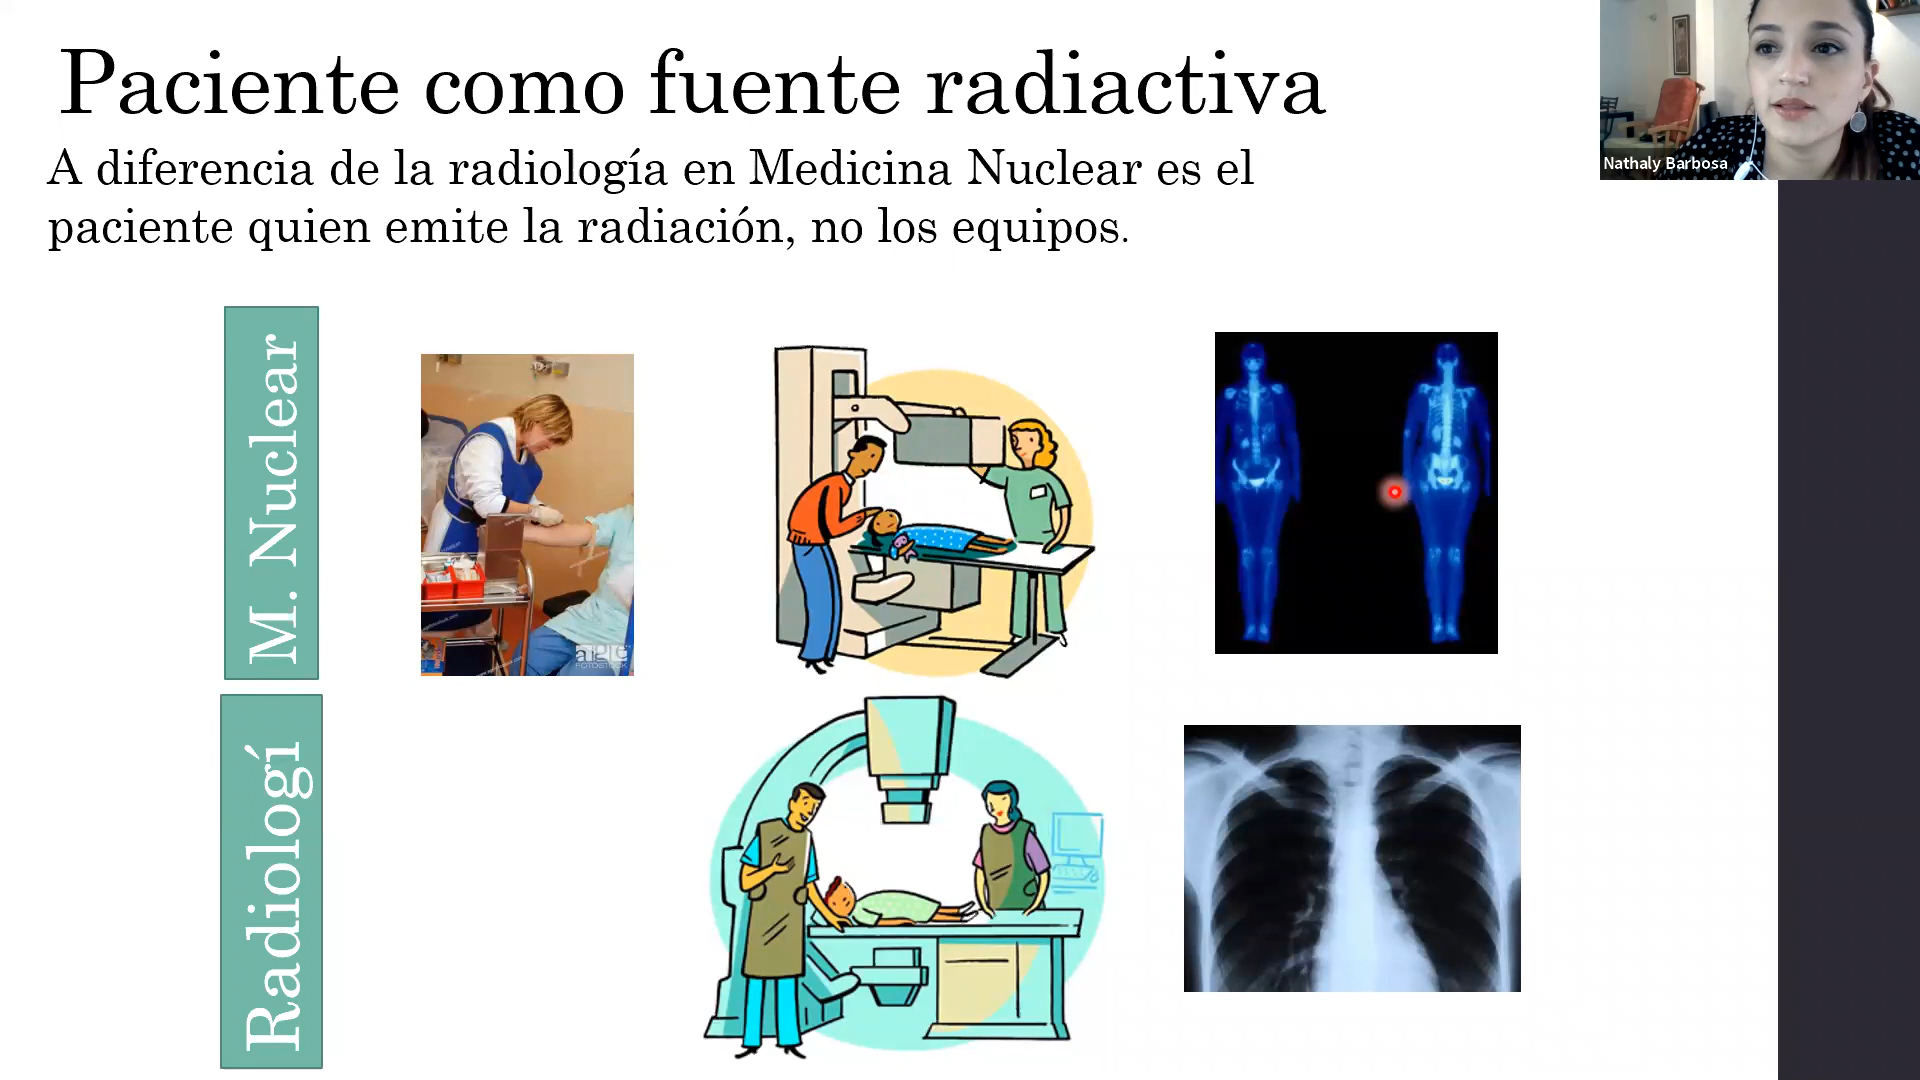 Paciente como fuente radiactiva
A diferencia de la radiología en Medicina Nuclear es el
paciente quien emite la radiación, no los equipos.
Nathaly Barbosa
M. Nuclear
Radiologí